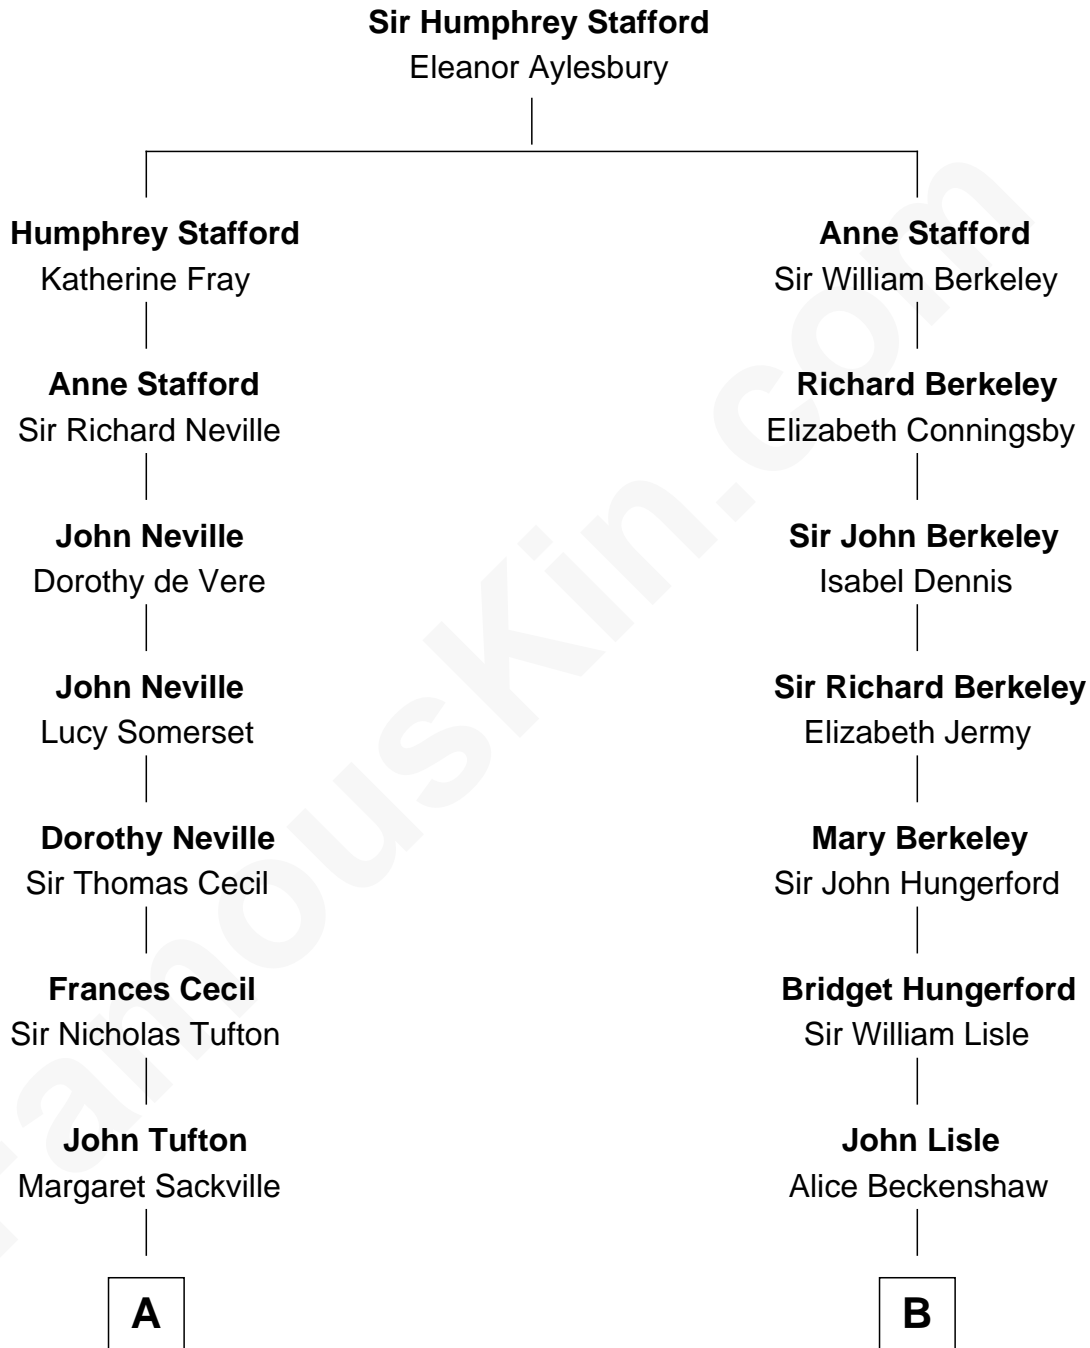 Sir Humphrey Stafford
Eleanor Aylesbury
Humphrey Stafford
Katherine Fray
Anne Stafford
Sir William Berkeley
Anne Stafford
Sir Richard Neville
Richard Berkeley
Elizabeth Conningsby
John Neville
Dorothy de Vere
Sir John Berkeley
Isabel Dennis
John Neville
Lucy Somerset
Sir Richard Berkeley
Elizabeth Jermy
Dorothy Neville
Sir Thomas Cecil
Mary Berkeley
Sir John Hungerford
Frances Cecil
Sir Nicholas Tufton
Bridget Hungerford
Sir William Lisle
John Tufton
Margaret Sackville
John Lisle
Alice Beckenshaw
A
B
FamousKin.com